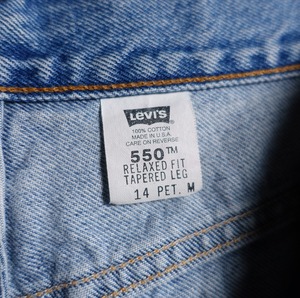 Levi's
100% COTTON
MADE IN U.S.A.
CARE ON REVERSE
550™
RELAXED FIT
TAPERED LEG
14 PET. M